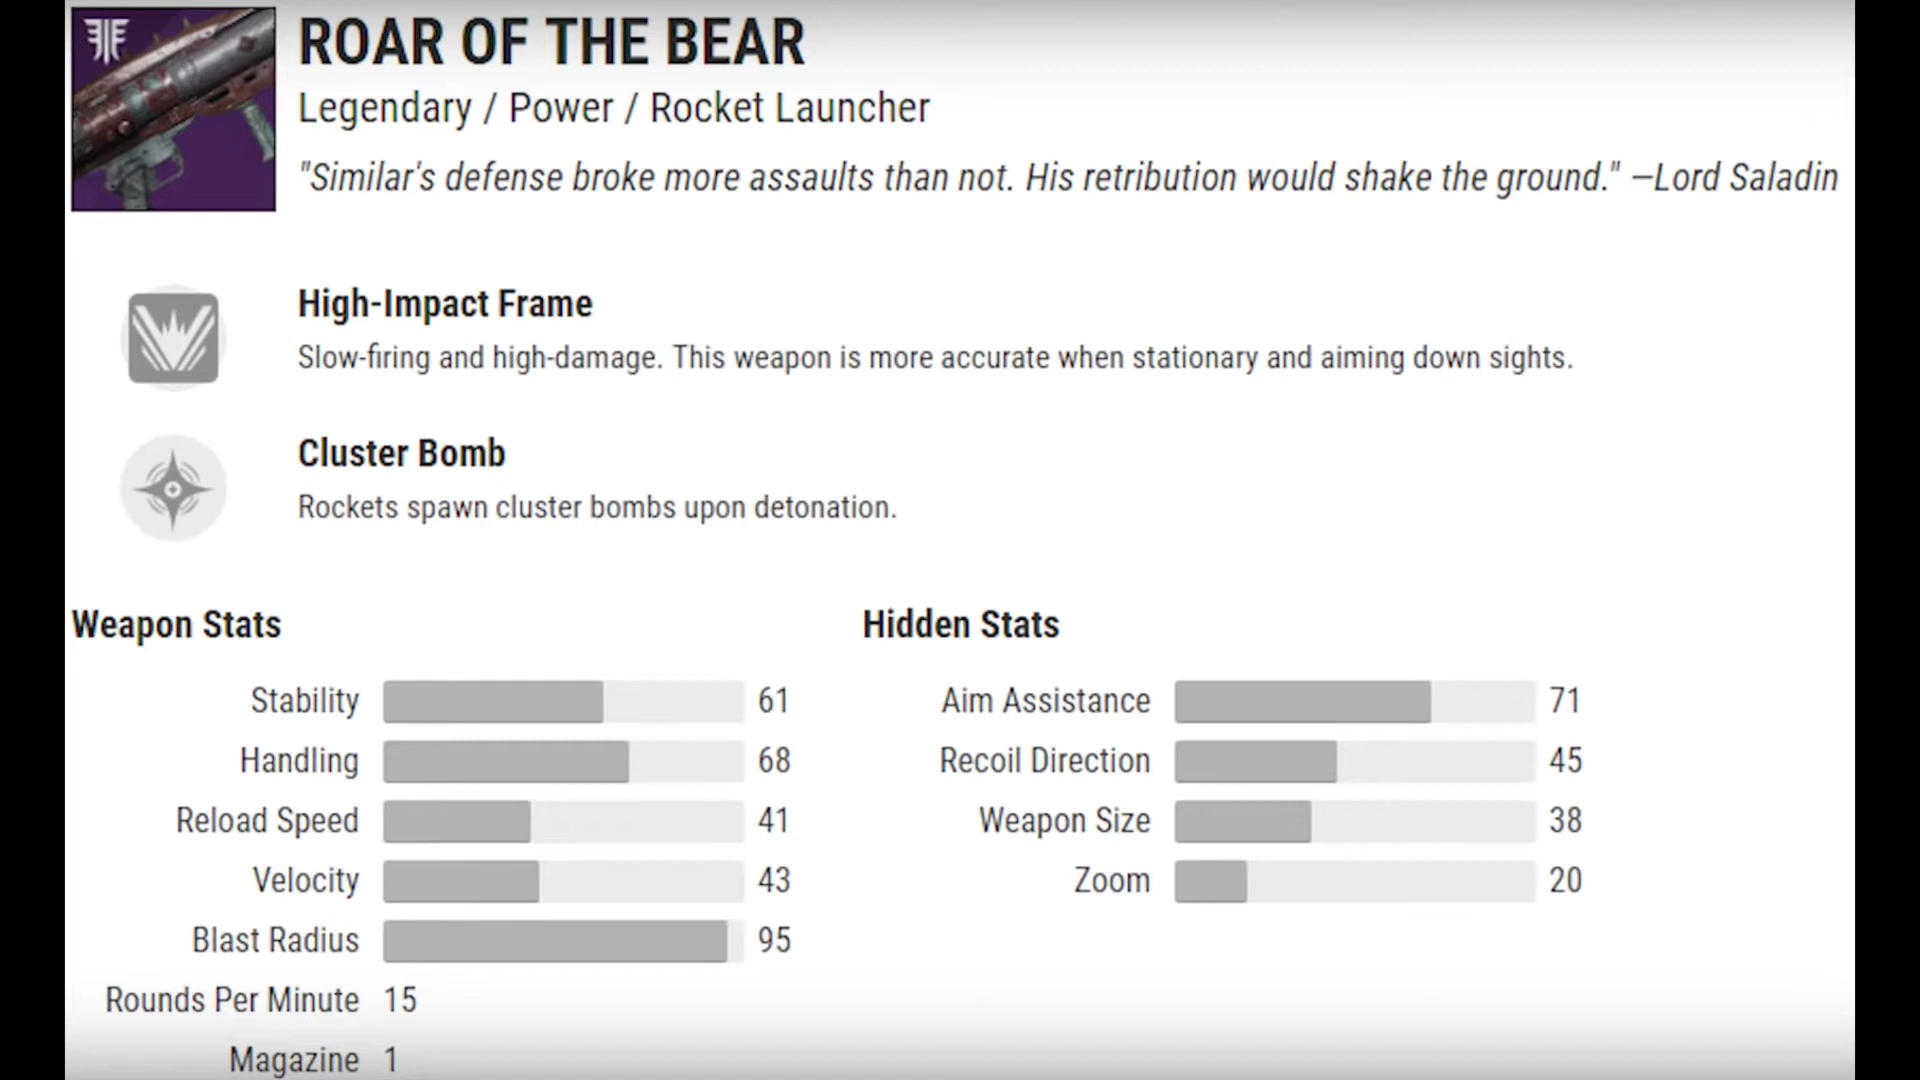 ROAR OF THE BEAR
Legendary / Power / Rocket Launcher
"Similar's defense broke more assaults than not. His retribution would shake the ground." —Lord Saladin
High-Impact Frame
Slow-firing and high-damage. This weapon is more accurate when stationary and aiming down sights.
Cluster Bomb
Rockets spawn cluster bombs upon detonation.
Weapon Stats
Stability 61
Handling 68
Reload Speed 41
Velocity 43
Blast Radius 95
Rounds Per Minute 15
Magazine 1
Hidden Stats
Aim Assistance 71
Recoil Direction 45
Weapon Size 38
Zoom 20